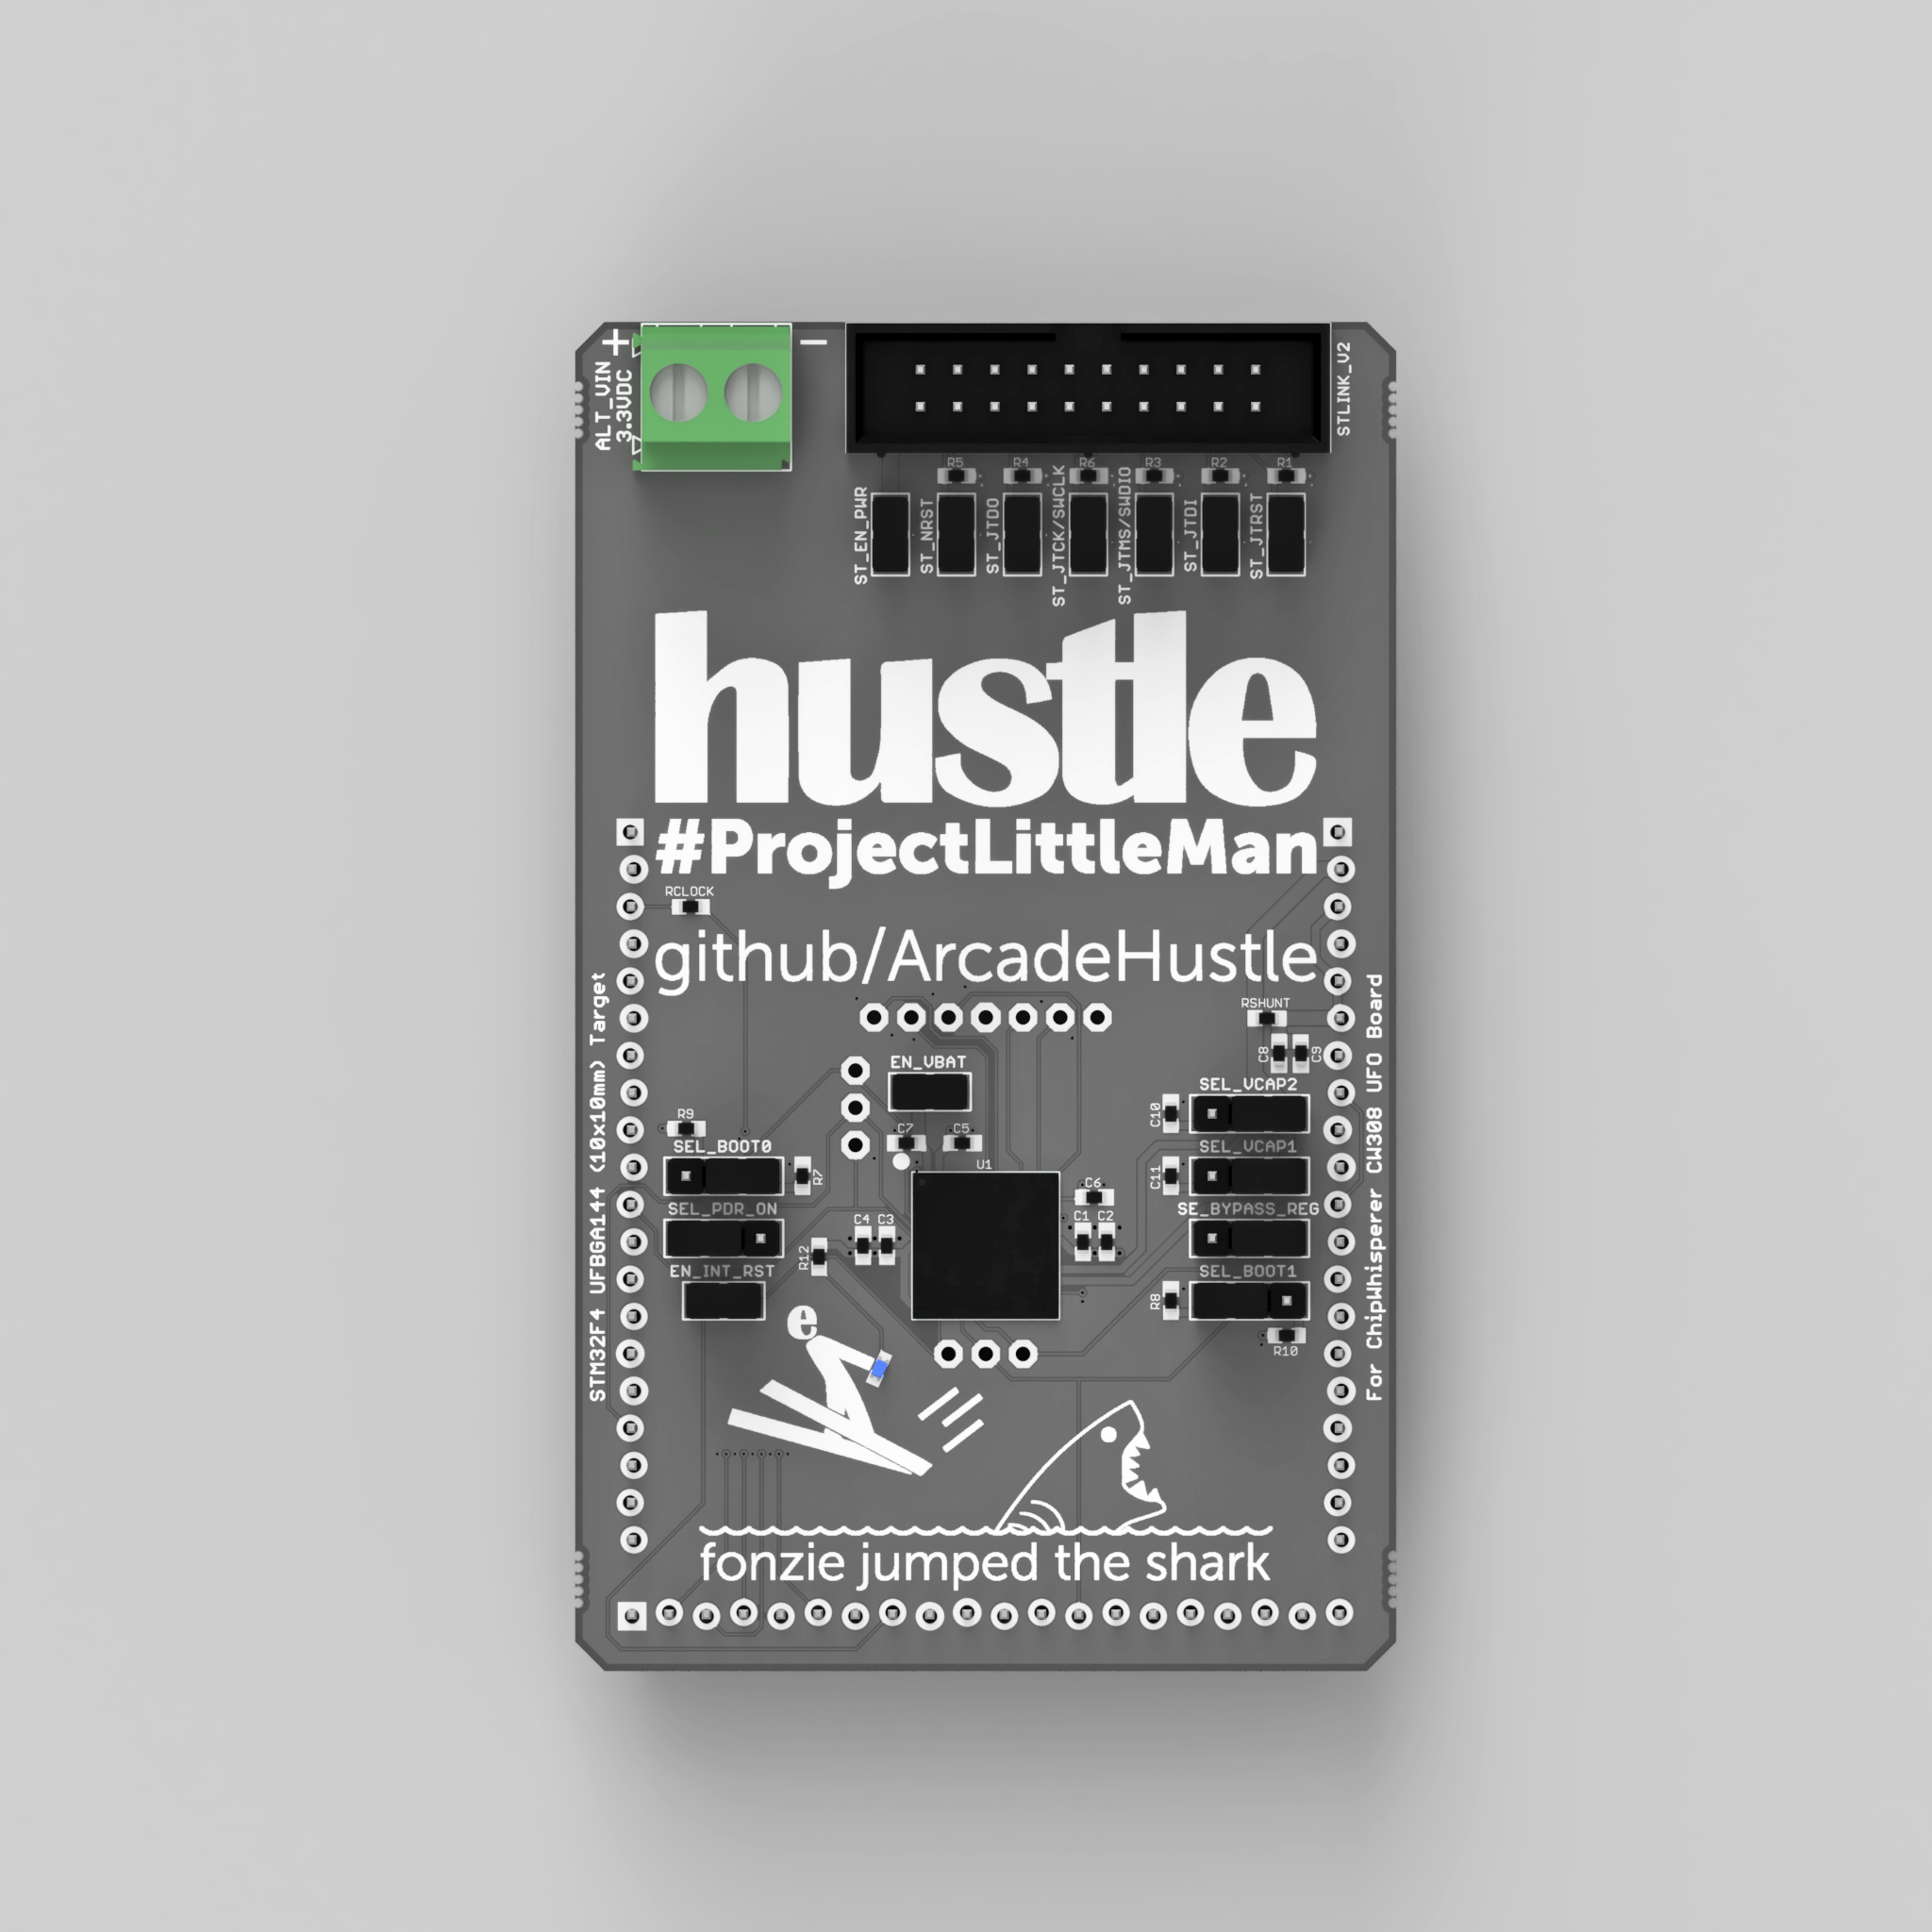 +
−
ALT_VIN
3.3VDC
STLINK_V2
R5
R4
R6
R3
R2
R1
ST_EN_PWR
ST_NRST
ST_JTDO
ST_JTCK/SWCLK
ST_JTMS/SWDIO
ST_JTDI
ST_JTRST
hustle
#ProjectLittleMan
RCLOCK
github/ArcadeHustle
STM32F4 UFBGA144 (10x10mm) Target
For ChipWhisperer CW308 UFO Board
RSHUNT
C8
C9
EN_VBAT
SEL_VCAP2
C10
R9
C7
C5
SEL_BOOT0
SEL_VCAP1
R7
U1
C11
C6
SEL_PDR_ON
SE_BYPASS_REG
C4
C3
C1
C2
R12
EN_INT_RST
SEL_BOOT1
R8
e
R10
fonzie jumped the shark